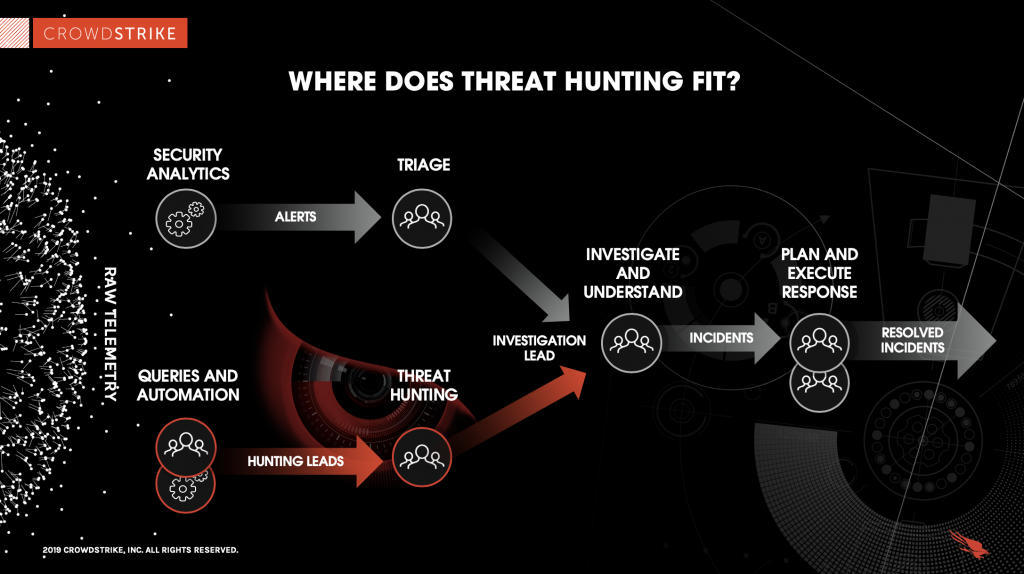 CROWDSTRIKE
WHERE DOES THREAT HUNTING FIT?
SECURITY
ANALYTICS
ALERTS
TRIAGE
RAW TELEMETRY
QUERIES AND
AUTOMATION
HUNTING LEADS
THREAT
HUNTING
INVESTIGATION
LEAD
INVESTIGATE
AND
UNDERSTAND
INCIDENTS
PLAN AND
EXECUTE
RESPONSE
RESOLVED
INCIDENTS
2019 CROWDSTRIKE, INC. ALL RIGHTS RESERVED.